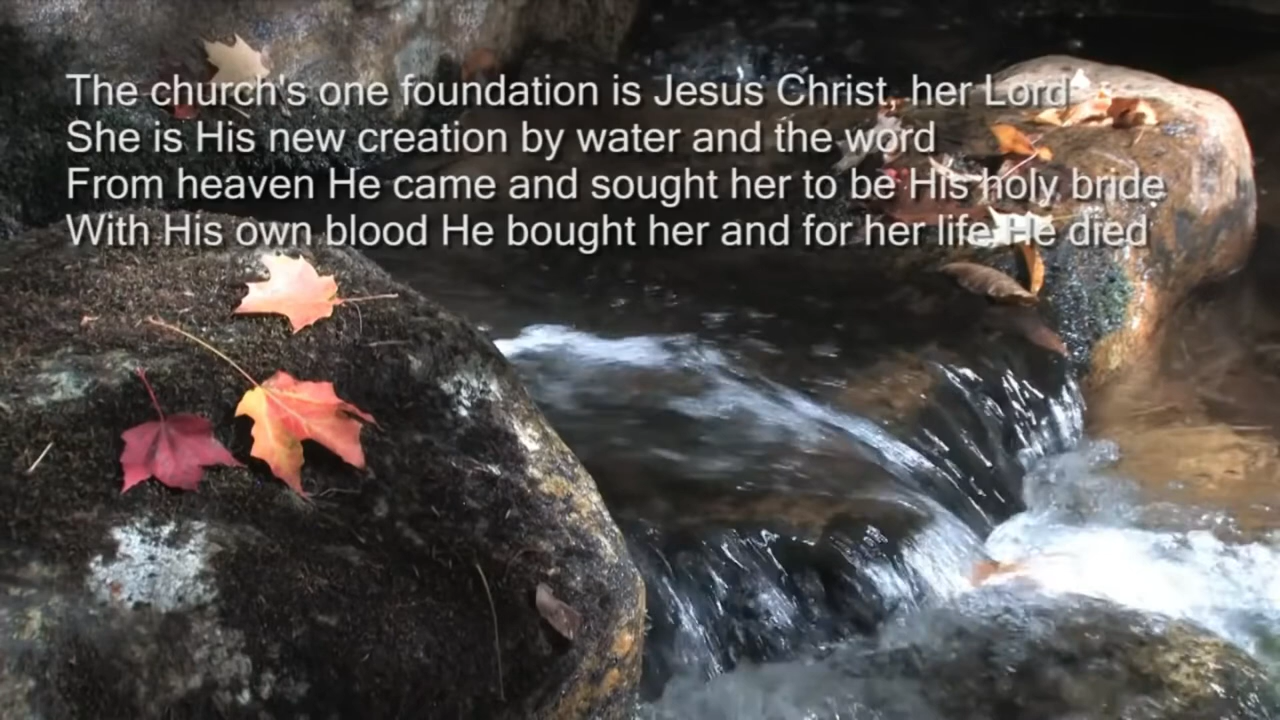 The church's one foundation is Jesus Christ, her Lord
She is His new creation by water and the word
From heaven He came and sought her to be His holy bride
With His own blood He bought her and for her life He died